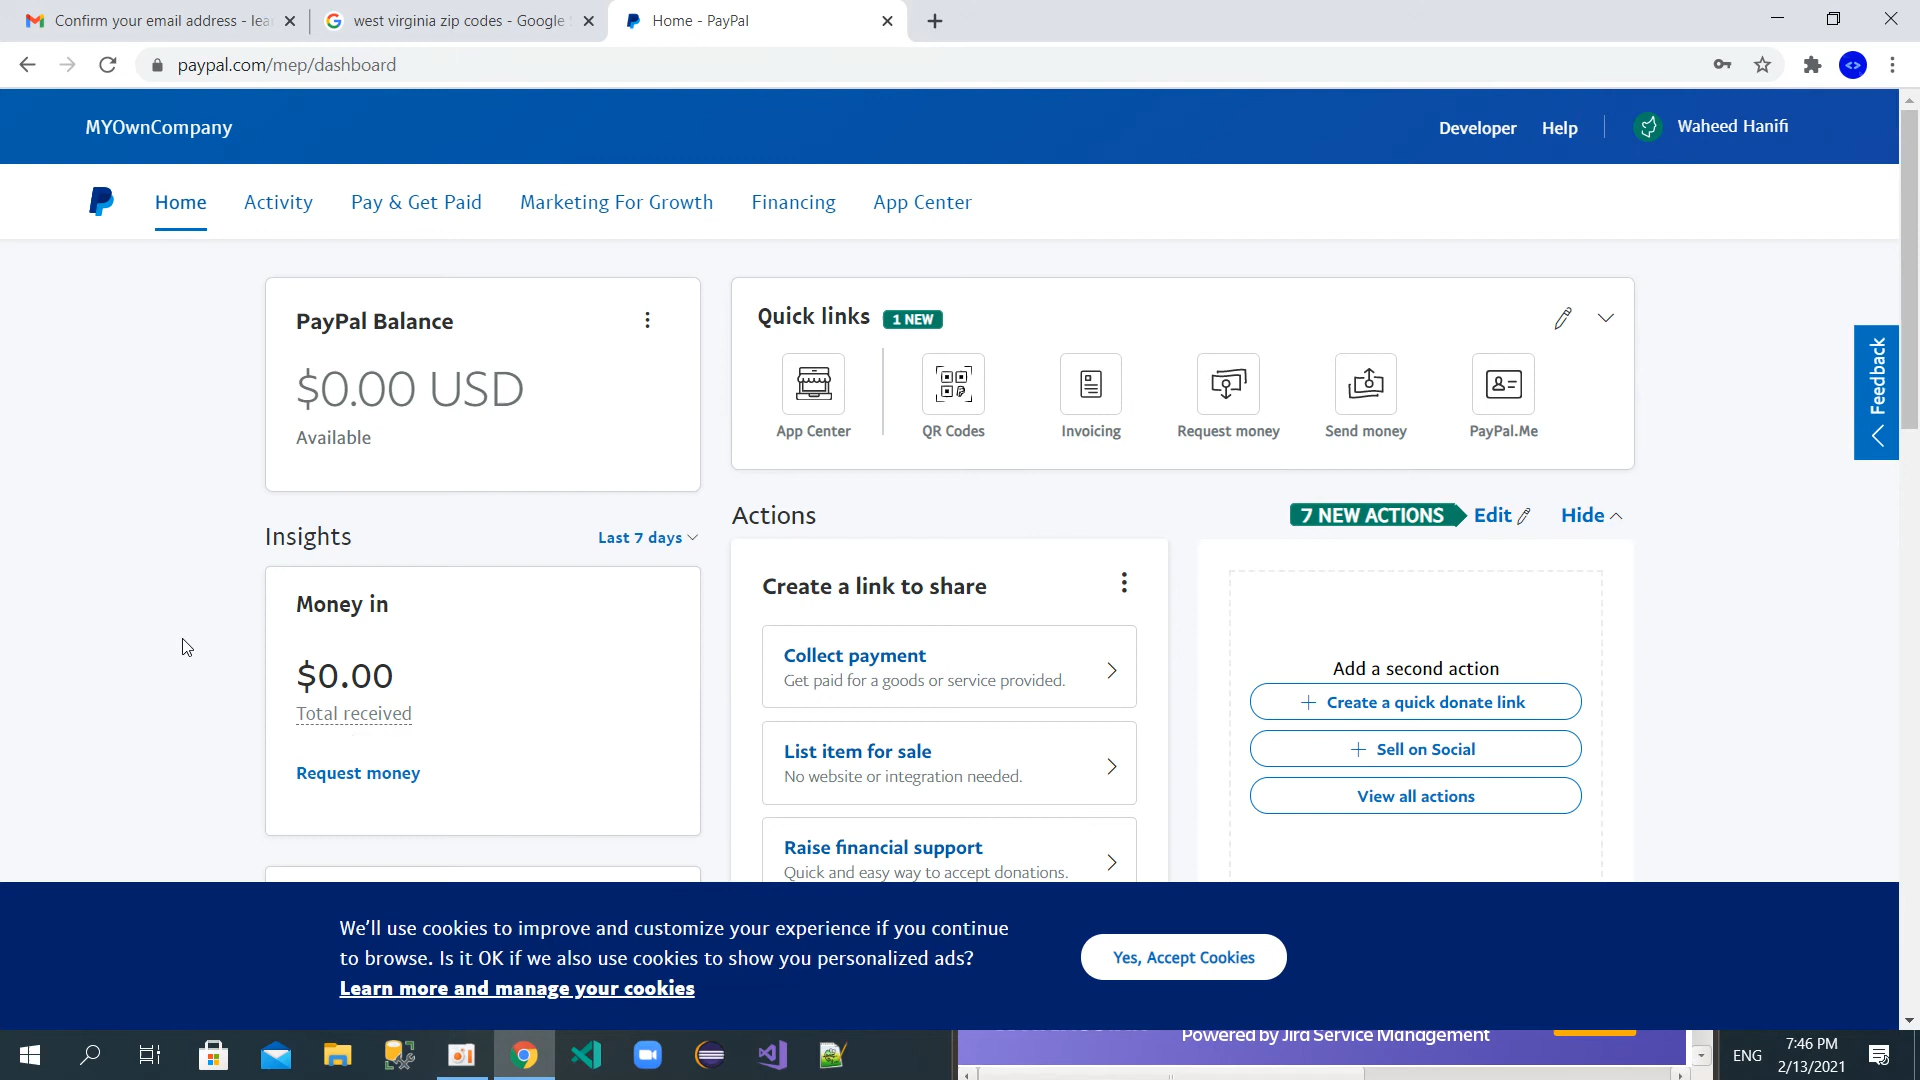 Confirm your email address - lea
west virginia zip codes - Google
Home - PayPal
paypal.com/mep/dashboard
MYOwnCompany
Developer
Help
Waheed Hanifi
Home
Activity
Pay & Get Paid
Marketing For Growth
Financing
App Center
PayPal Balance
$0.00 USD
Available
Quick links
1 NEW
App Center
QR Codes
Invoicing
Request money
Send money
PayPal.Me
Feedback
Insights
Last 7 days
Money in
$0.00
Total received
Request money
Actions
7 NEW ACTIONS
Edit
Hide
Create a link to share
Collect payment
Get paid for a goods or service provided.
List item for sale
No website or integration needed.
Raise financial support
Quick and easy way to accept donations.
Add a second action
+ Create a quick donate link
+ Sell on Social
View all actions
We'll use cookies to improve and customize your experience if you continue
to browse. Is it OK if we also use cookies to show you personalized ads?
Learn more and manage your cookies
Yes, Accept Cookies
Powered by Jira Service Management
ENG
7:46 PM
2/13/2021